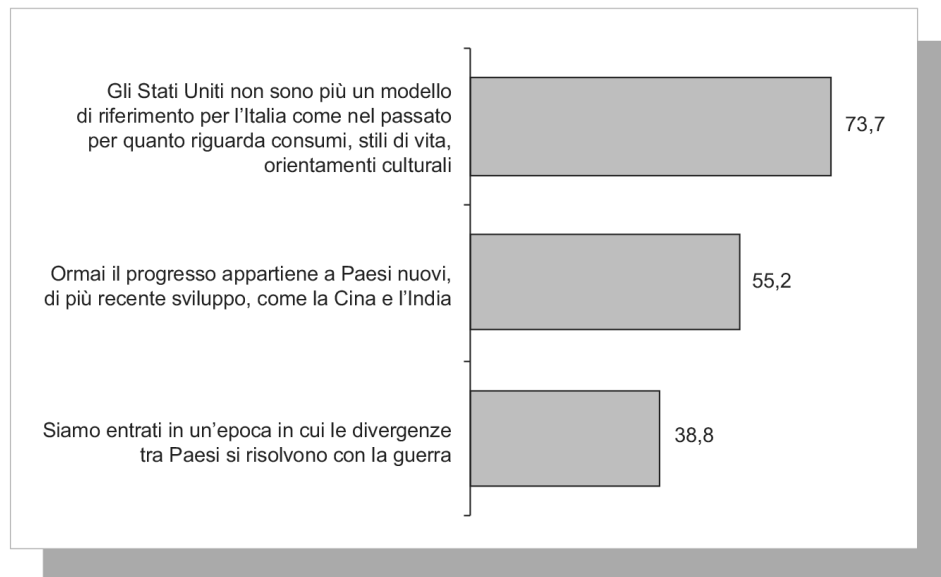 Gli Stati Uniti non sono più un modello
di riferimento per l’Italia come nel passato
per quanto riguarda consumi, stili di vita,
orientamenti culturali
73,7
Ormai il progresso appartiene a Paesi nuovi,
di più recente sviluppo, come la Cina e l’India
55,2
Siamo entrati in un’epoca in cui le divergenze
tra Paesi si risolvono con la guerra
38,8